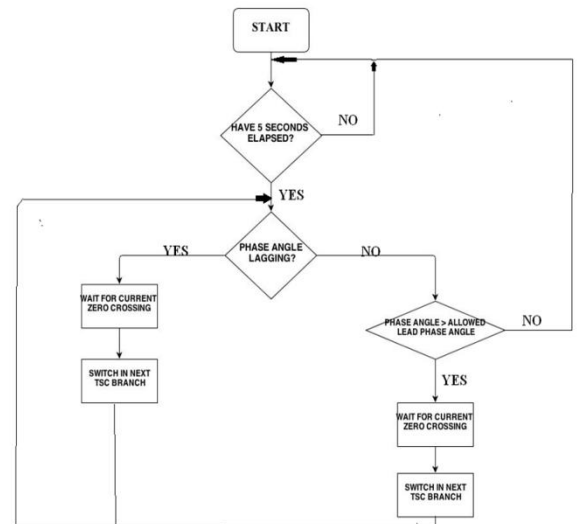 START
HAVE 5 SECONDS
ELAPSED?
NO
YES
PHASE ANGLE
LAGGING?
YES
NO
WAIT FOR CURRENT
ZERO CROSSING
SWITCH IN NEXT
TSC BRANCH
PHASE ANGLE > ALLOWED
LEAD PHASE ANGLE
NO
YES
WAIT FOR CURRENT
ZERO CROSSING
SWITCH IN NEXT
TSC BRANCH